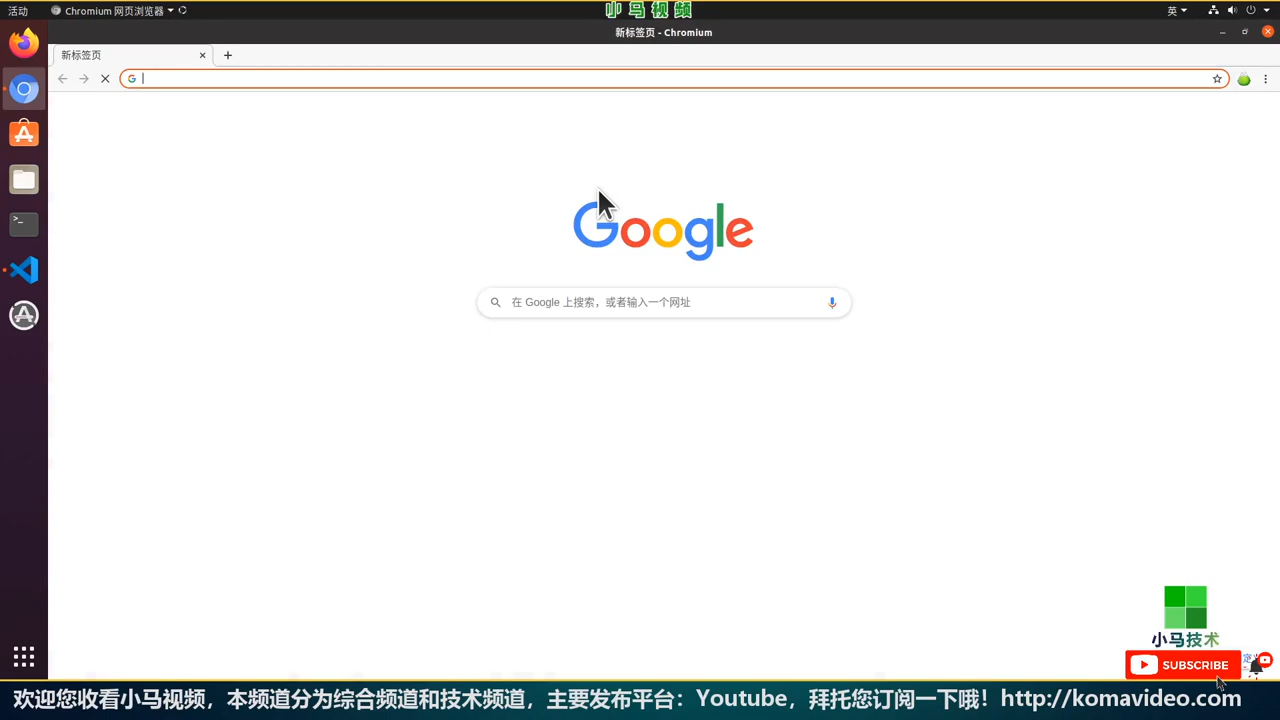 活动
Chromium 网页浏览器
小马视频
英
新标签页 - Chromium
新标签页
Google
在 Google 上搜索，或者输入一个网址
小马技术
SUBSCRIBE
欢迎您收看小马视频，本频道分为综合频道和技术频道，主要发布平台：Youtube，拜托您订阅一下哦！http://komavideo.com